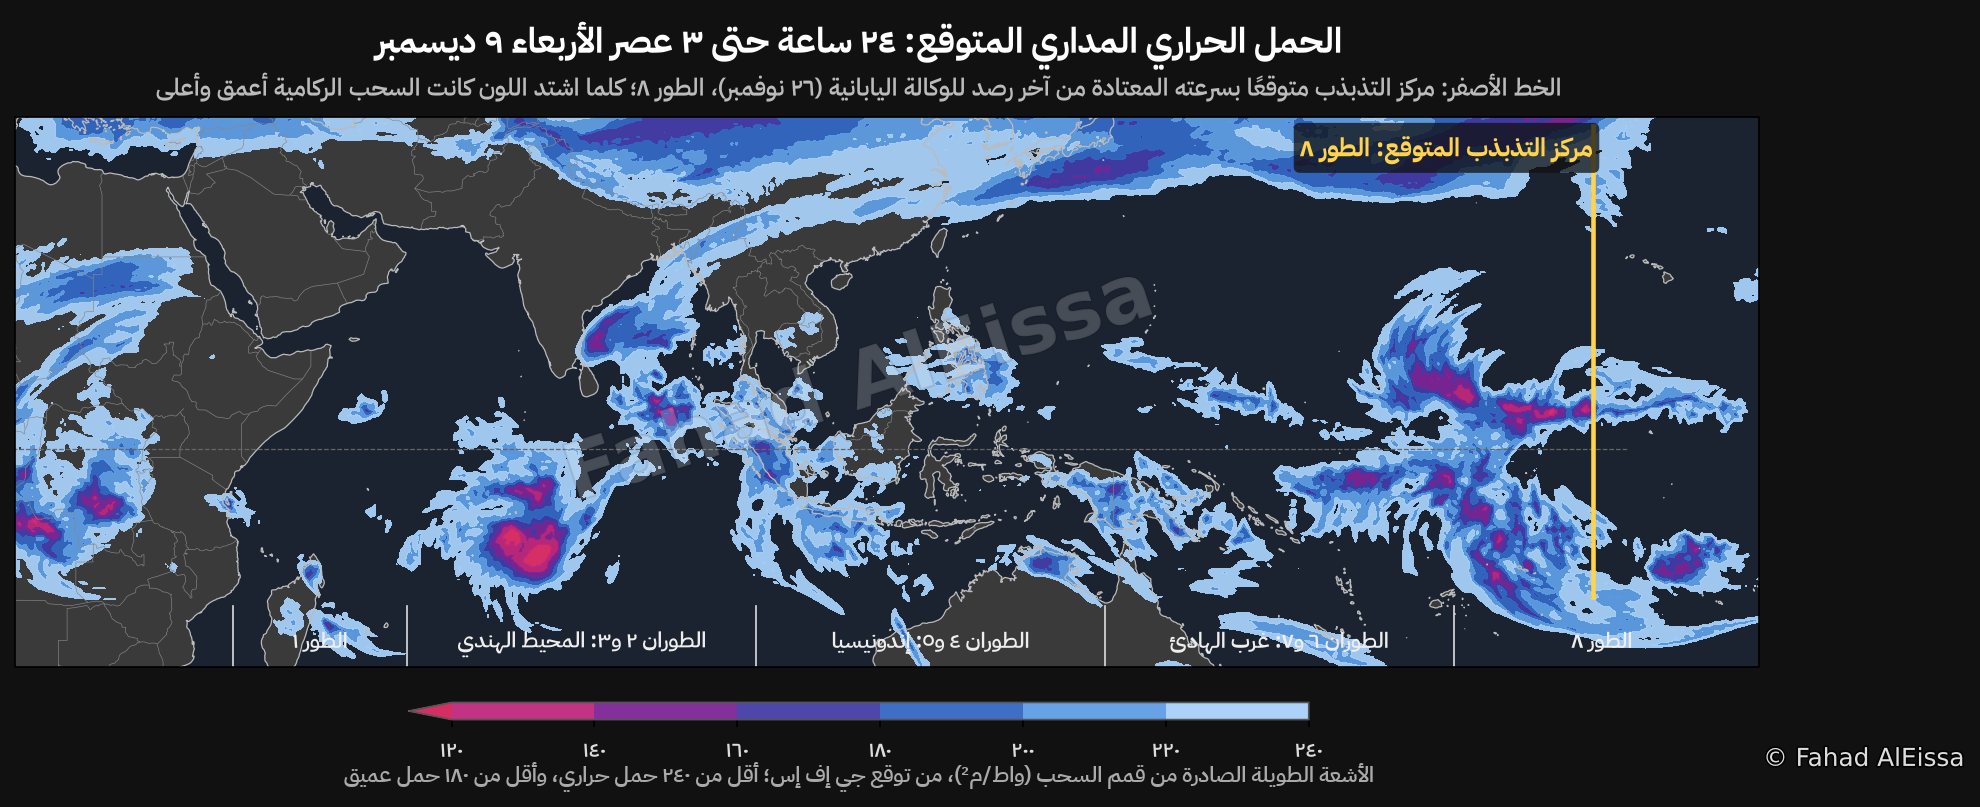 الحمل الحراري المداري المتوقع: ٢٤ ساعة حتى ٣ عصر الأربعاء ٩ ديسمبر
الخط الأصفر: مركز التذبذب متوقعًا بسرعته المعتادة من آخر رصد للوكالة اليابانية (٢٦ نوفمبر)، الطور ٨؛ كلما اشتد اللون كانت السحب الركامية أعمق وأعلى
مركز التذبذب المتوقع: الطور ٨
Fahad AlEissa
الطور ١
الطوران ٢ و٣: المحيط الهندي
الطوران ٤ و٥: إندونيسيا
الطوران ٦ و٧: غرب الهادئ
الطور ٨
١٢٠ ١٤٠ ١٦٠ ١٨٠ ٢٠٠ ٢٢٠ ٢٤٠
الأشعة الطويلة الصادرة من قمم السحب (واط/م²)، من توقع جي إف إس؛ أقل من ٢٤٠ حمل حراري، وأقل من ١٨٠ حمل عميق
© Fahad AlEissa